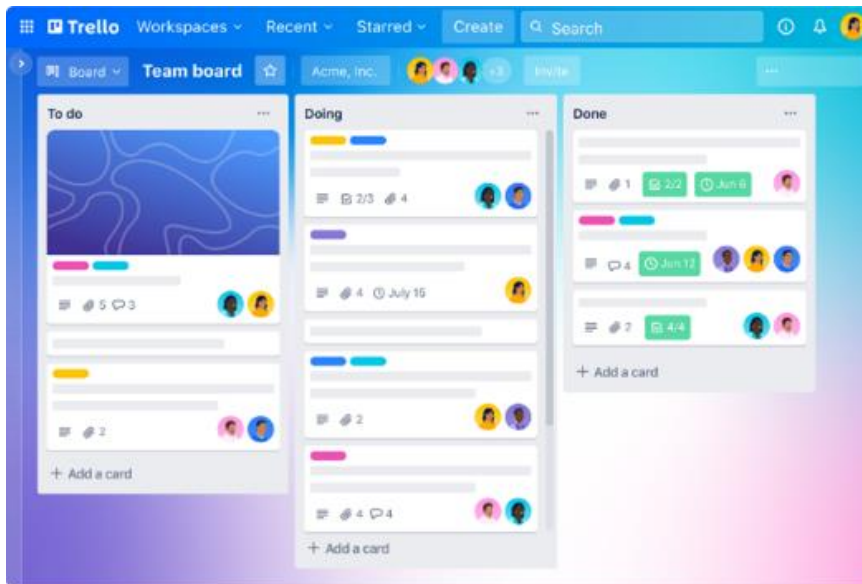 Trello Workspaces Recent Starred Create Search
Board Team board Acme, Inc. +3 Invite
To do
5 3
2
+ Add a card
Doing
2/3 4
4 July 15
2
4 4
+ Add a card
Done
1 2/2 Jun 6
4 Jun 12
2 4/4
+ Add a card